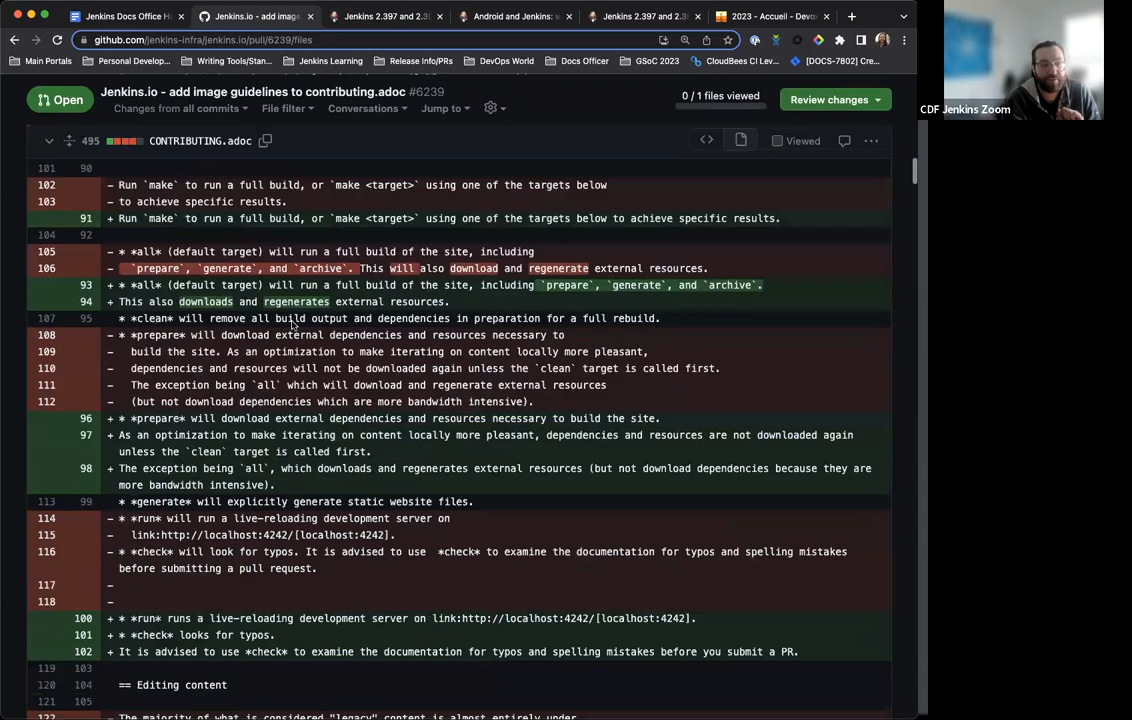 Jenkins Docs Office H
Jenkins.io - add image
Jenkins 2.397 and 2.38
Android and Jenkins: w
Jenkins 2.397 and 2.38
2023 - Accueil - Devox
github.com/jenkins-infra/jenkins.io/pull/6239/files
Main Portals
Personal Develop...
Writing Tools/Stan...
Jenkins Learning
Release Info/PRs
DevOps World
Docs Officer
GSoC 2023
CloudBees CI Lev...
[DOCS-7802] Cre...
Open
Jenkins.io - add image guidelines to contributing.adoc #6239
Changes from all commits
File filter
Conversations
Jump to
0 / 1 files viewed
Review changes
CDF Jenkins Zoom
495 CONTRIBUTING.adoc
Viewed
101 90
102 - Run `make` to run a full build, or `make <target>` using one of the targets below
103 - to achieve specific results.
91 + Run `make` to run a full build, or `make <target>` using one of the targets below to achieve specific results.
104 92
105 - * *all* (default target) will run a full build of the site, including
106 - `prepare`, `generate`, and `archive`. This will also download and regenerate external resources.
93 + * *all* (default target) will run a full build of the site, including `prepare`, `generate`, and `archive`.
94 + This also downloads and regenerates external resources.
107 95 * *clean* will remove all build output and dependencies in preparation for a full rebuild.
108 - * *prepare* will download external dependencies and resources necessary to
109 - build the site. As an optimization to make iterating on content locally more pleasant,
110 - dependencies and resources will not be downloaded again unless the `clean` target is called first.
111 - The exception being `all` which will download and regenerate external resources
112 - (but not download dependencies which are more bandwidth intensive).
96 + * *prepare* will download external dependencies and resources necessary to build the site.
97 + As an optimization to make iterating on content locally more pleasant, dependencies and resources are not downloaded again
unless the `clean` target is called first.
98 + The exception being `all`, which downloads and regenerates external resources (but not download dependencies because they are
more bandwidth intensive).
113 99 * *generate* will explicitly generate static website files.
114 - * *run* will run a live-reloading development server on
115 - link:http://localhost:4242/[localhost:4242].
116 - * *check* will look for typos. It is advised to use *check* to examine the documentation for typos and spelling mistakes
before submitting a pull request.
117 -
118 -
100 + * *run* runs a live-reloading development server on link:http://localhost:4242/[localhost:4242].
101 + * *check* looks for typos.
102 + It is advised to use *check* to examine the documentation for typos and spelling mistakes before you submit a PR.
119 103
120 104 == Editing content
121 105
122 - The majority of what is considered "legacy" content is almost entirely under